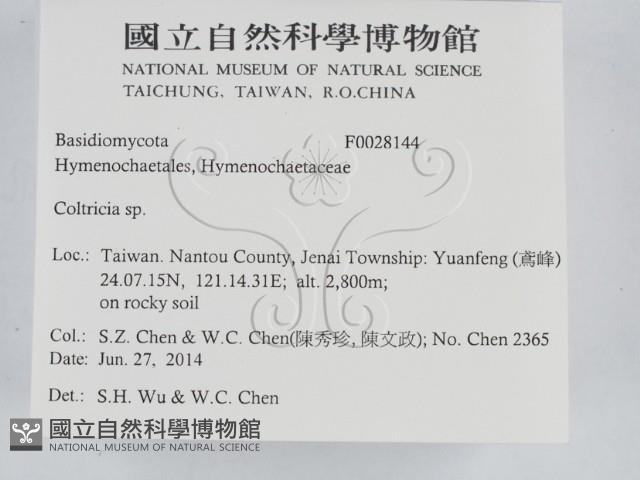 國立自然科學博物館
NATIONAL MUSEUM OF NATURAL SCIENCE
TAICHUNG, TAIWAN, R.O.CHINA
Basidiomycota F0028144
Hymenochaetales, Hymenochaetaceae
Coltricia sp.
Loc.: Taiwan. Nantou County, Jenai Township: Yuanfeng (鳶峰)
24.07.15N, 121.14.31E; alt. 2,800m;
on rocky soil
Col.: S.Z. Chen & W.C. Chen(陳秀珍, 陳文政); No. Chen 2365
Date: Jun. 27, 2014
Det.: S.H. Wu & W.C. Chen
國立自然科學博物館
NATIONAL MUSEUM OF NATURAL SCIENCE